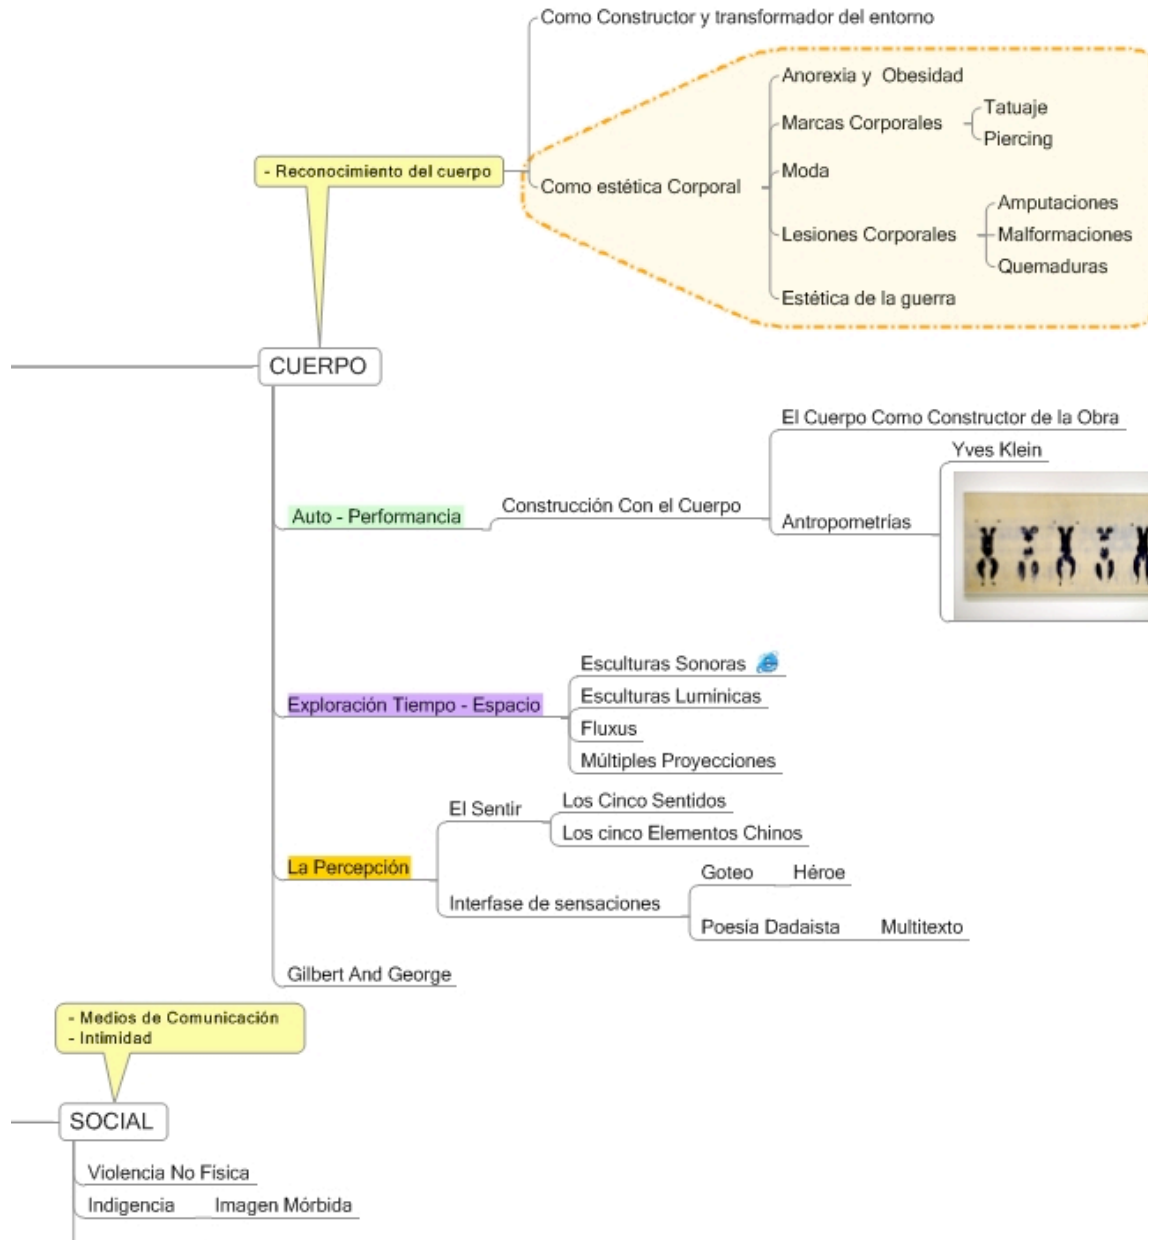 Como Constructor y transformador del entorno
Anorexia y  Obesidad
Marcas Corporales
Tatuaje
Piercing
- Reconocimiento del cuerpo
Como estética Corporal
Moda
Lesiones Corporales
Amputaciones
Malformaciones
Quemaduras
Estética de la guerra
CUERPO
El Cuerpo Como Constructor de la Obra
Yves Klein
Auto - Performancia
Construcción Con el Cuerpo
Antropometrías
Esculturas Sonoras
Exploración Tiempo - Espacio
Esculturas Lumínicas
Fluxus
Múltiples Proyecciones
El Sentir
Los Cinco Sentidos
Los cinco Elementos Chinos
La Percepción
Interfase de sensaciones
Goteo
Héroe
Poesía Dadaista
Multitexto
Gilbert And George
- Medios de Comunicación
- Intimidad
SOCIAL
Violencia No Física
Indigencia
Imagen Mórbida